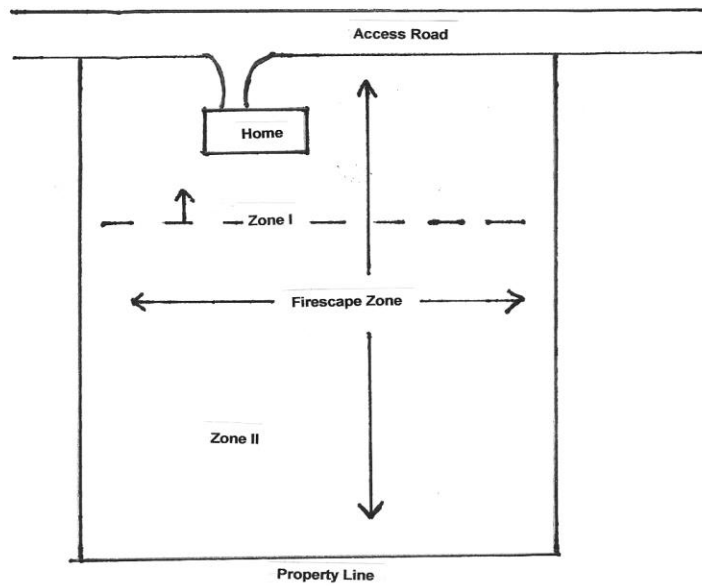 Access Road
Home
Zone I
Firescape Zone
Zone II
Property Line